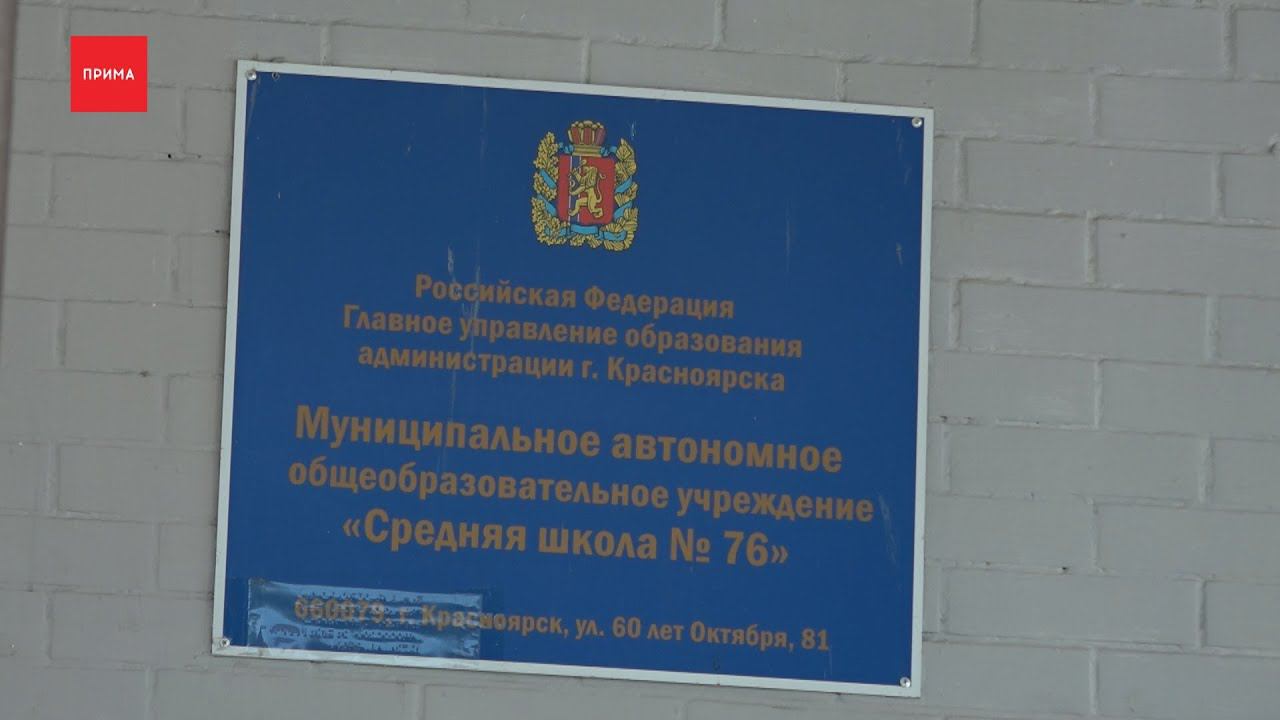 ПРИМА
Российская Федерация
Главное управление образования
администрации г. Красноярска
Муниципальное автономное
общеобразовательное учреждение
«Средняя школа № 76»
660079, г. Красноярск, ул. 60 лет Октября, 81